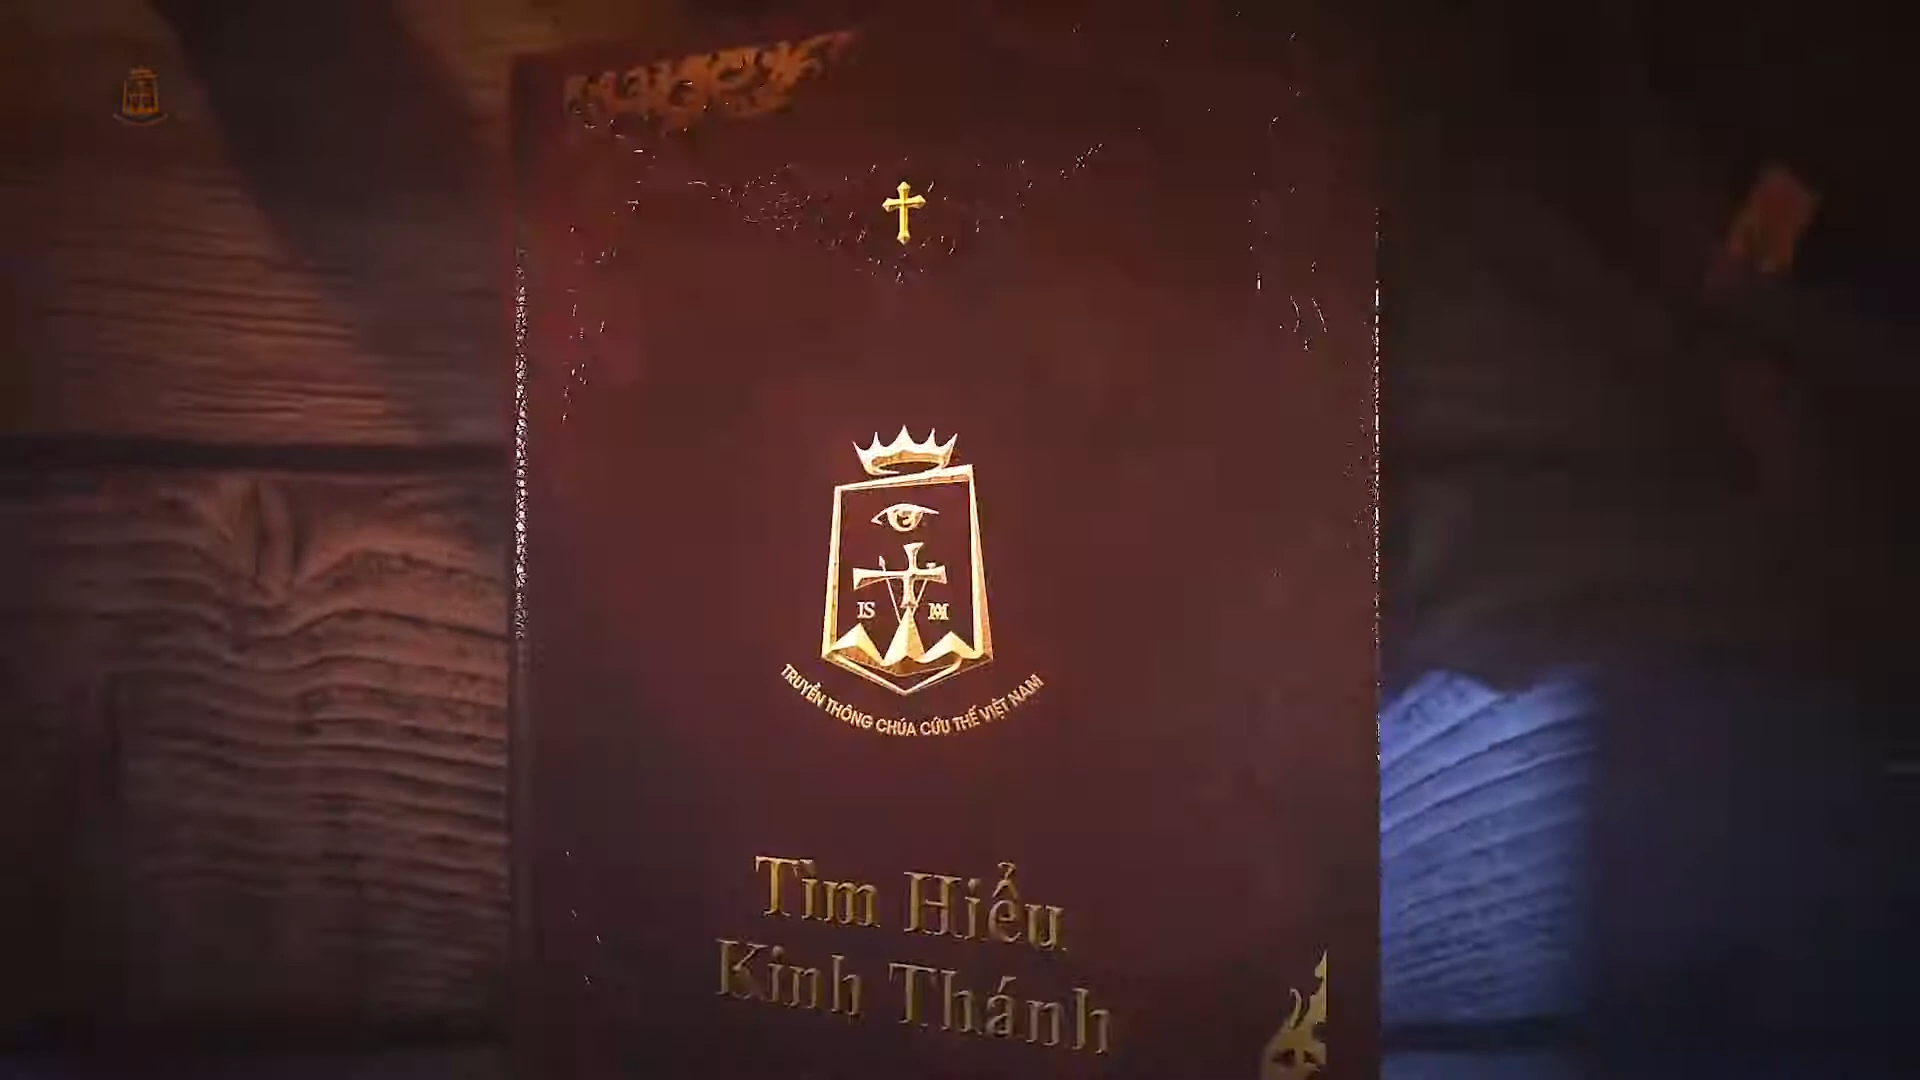 IS
M
TRUYỀN THÔNG CHÚA CỨU THẾ VIỆT NAM
Tìm Hiểu
Kinh Thánh